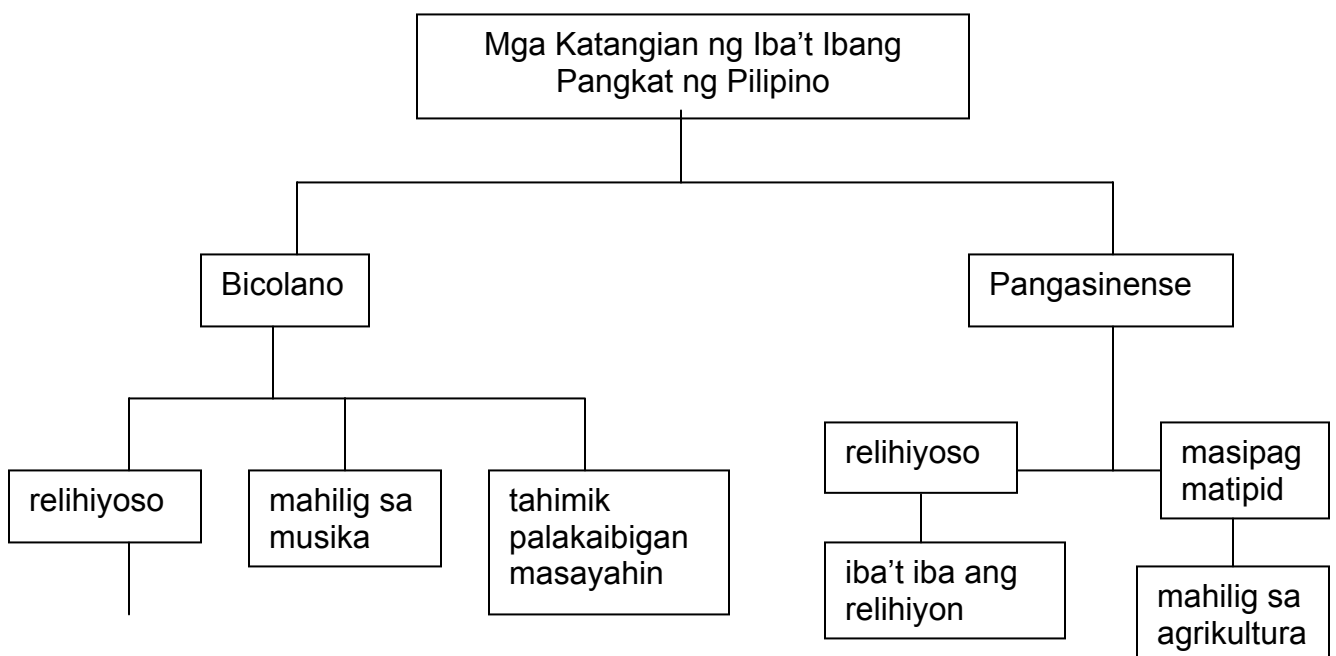 Mga Katangian ng Iba’t Ibang
Pangkat ng Pilipino
Bicolano
Pangasinense
relihiyoso
mahilig sa
musika
tahimik
palakaibigan
masayahin
relihiyoso
masipag
matipid
iba’t iba ang
relihiyon
mahilig sa
agrikultura